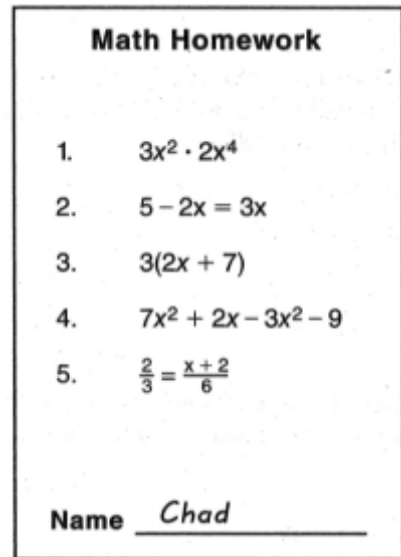 Math Homework
1. 3x² · 2x⁴
2. 5 – 2x = 3x
3. 3(2x + 7)
4. 7x² + 2x – 3x² – 9
5. 2/3 = (x + 2)/6
Name Chad